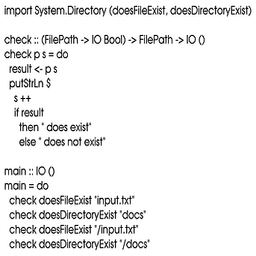 import System.Directory (doesFileExist, doesDirectoryExist)

check :: (FilePath -> IO Bool) -> FilePath -> IO ()
check p s = do
  result <- p s
  putStrLn $
    s ++
    if result
      then " does exist"
      else " does not exist"

main :: IO ()
main = do
  check doesFileExist "input.txt"
  check doesDirectoryExist "docs"
  check doesFileExist "/input.txt"
  check doesDirectoryExist "/docs"